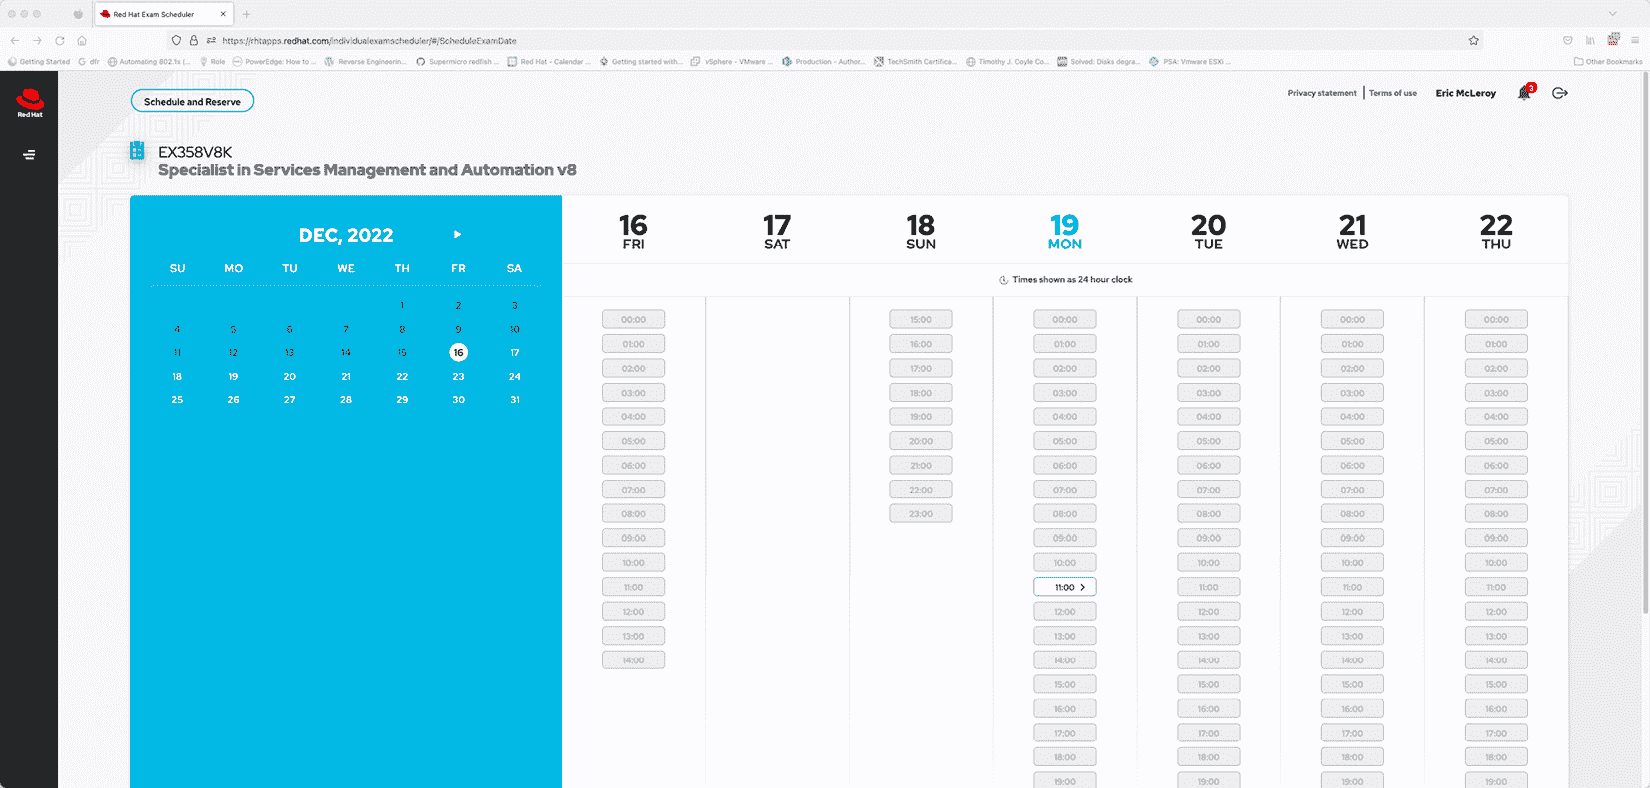 Red Hat Exam Scheduler
https://rhtapps.redhat.com/individualexamscheduler/#/ScheduleExamDate
Getting Started dlr Automating 802.1s (... Role PowerEdge: How to ... Reverse Engineerin... Supermicro redfish ... Red Hat - Calendar ... Getting started with... vSphere - VMware ... Production - Author... TechSmith Certifica... Timothy J. Coyle Co... Solved: Disks degra... PSA: Vmware ESXi ... Other Bookmarks
Red Hat
Schedule and Reserve
Privacy statement | Terms of use Eric McLeroy 3
EX358V8K
Specialist in Services Management and Automation v8
DEC, 2022
SU MO TU WE TH FR SA
1 2 3
4 5 6 7 8 9 10
11 12 13 14 15 16 17
18 19 20 21 22 23 24
25 26 27 28 29 30 31
16 17 18 19 20 21 22
FRI SAT SUN MON TUE WED THU
Times shown as 24 hour clock
00:00 15:00 00:00 00:00 00:00 00:00
01:00 16:00 01:00 01:00 01:00 01:00
02:00 17:00 02:00 02:00 02:00 02:00
03:00 18:00 03:00 03:00 03:00 03:00
04:00 19:00 04:00 04:00 04:00 04:00
05:00 20:00 05:00 05:00 05:00 05:00
06:00 21:00 06:00 06:00 06:00 06:00
07:00 22:00 07:00 07:00 07:00 07:00
08:00 23:00 08:00 08:00 08:00 08:00
09:00 09:00 09:00 09:00 09:00
10:00 10:00 10:00 10:00 10:00
11:00 11:00 11:00 11:00 11:00
12:00 12:00 12:00 12:00 12:00
13:00 13:00 13:00 13:00 13:00
14:00 14:00 14:00 14:00 14:00
15:00 15:00 15:00 15:00
16:00 16:00 16:00 16:00
17:00 17:00 17:00 17:00
18:00 18:00 18:00 18:00
19:00 19:00 19:00 19:00